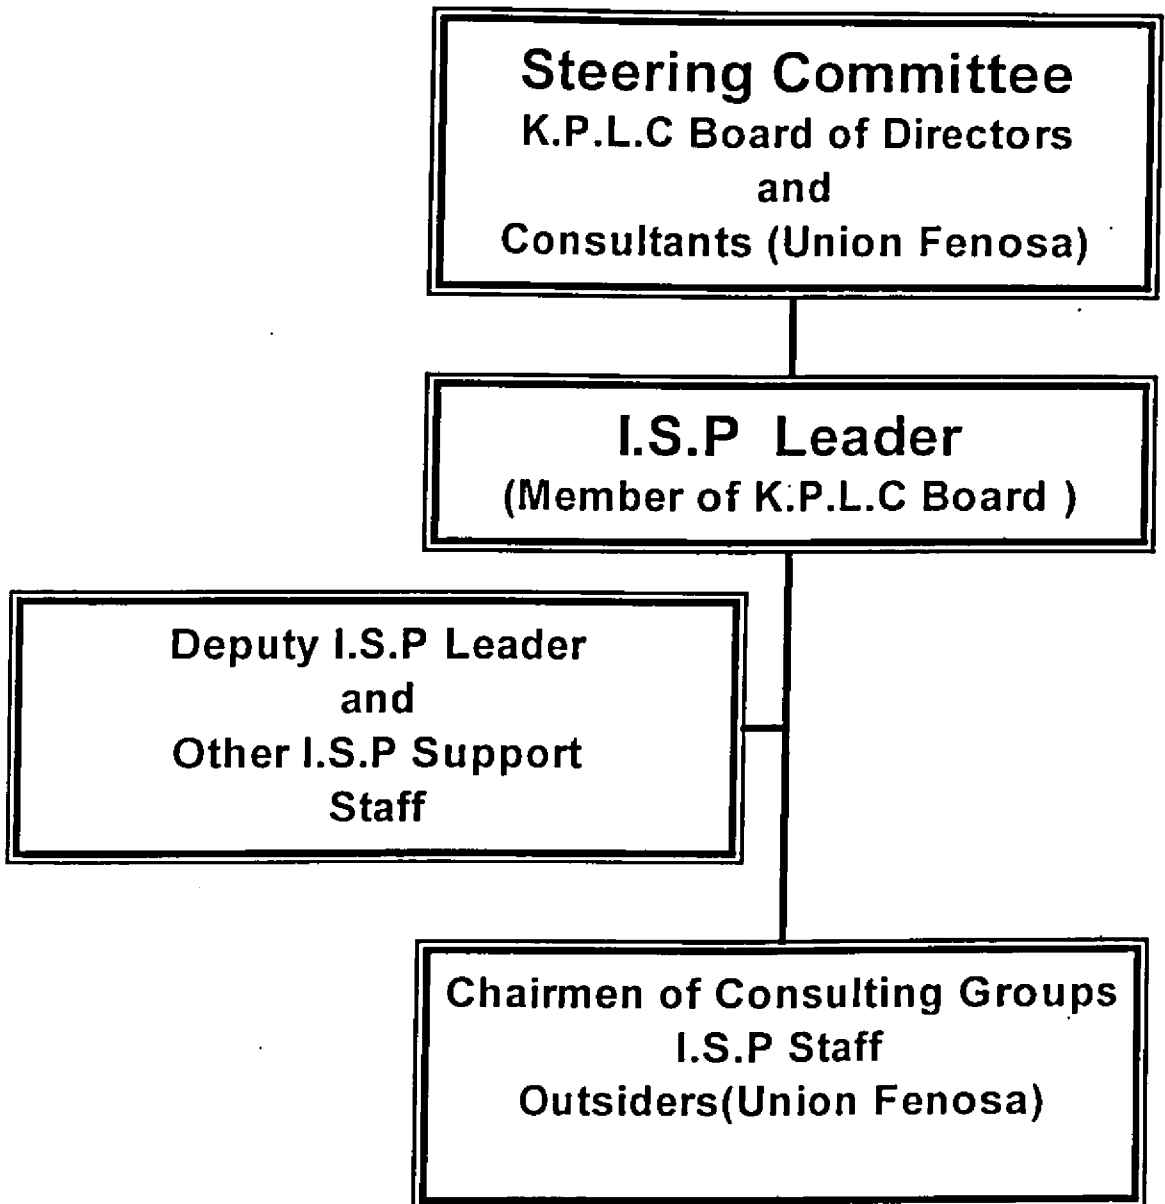 Steering Committee
K.P.L.C Board of Directors
and
Consultants (Union Fenosa)
I.S.P Leader
(Member of K.P.L.C Board )
Deputy I.S.P Leader
and
Other I.S.P Support
Staff
Chairmen of Consulting Groups
I.S.P Staff
Outsiders(Union Fenosa)